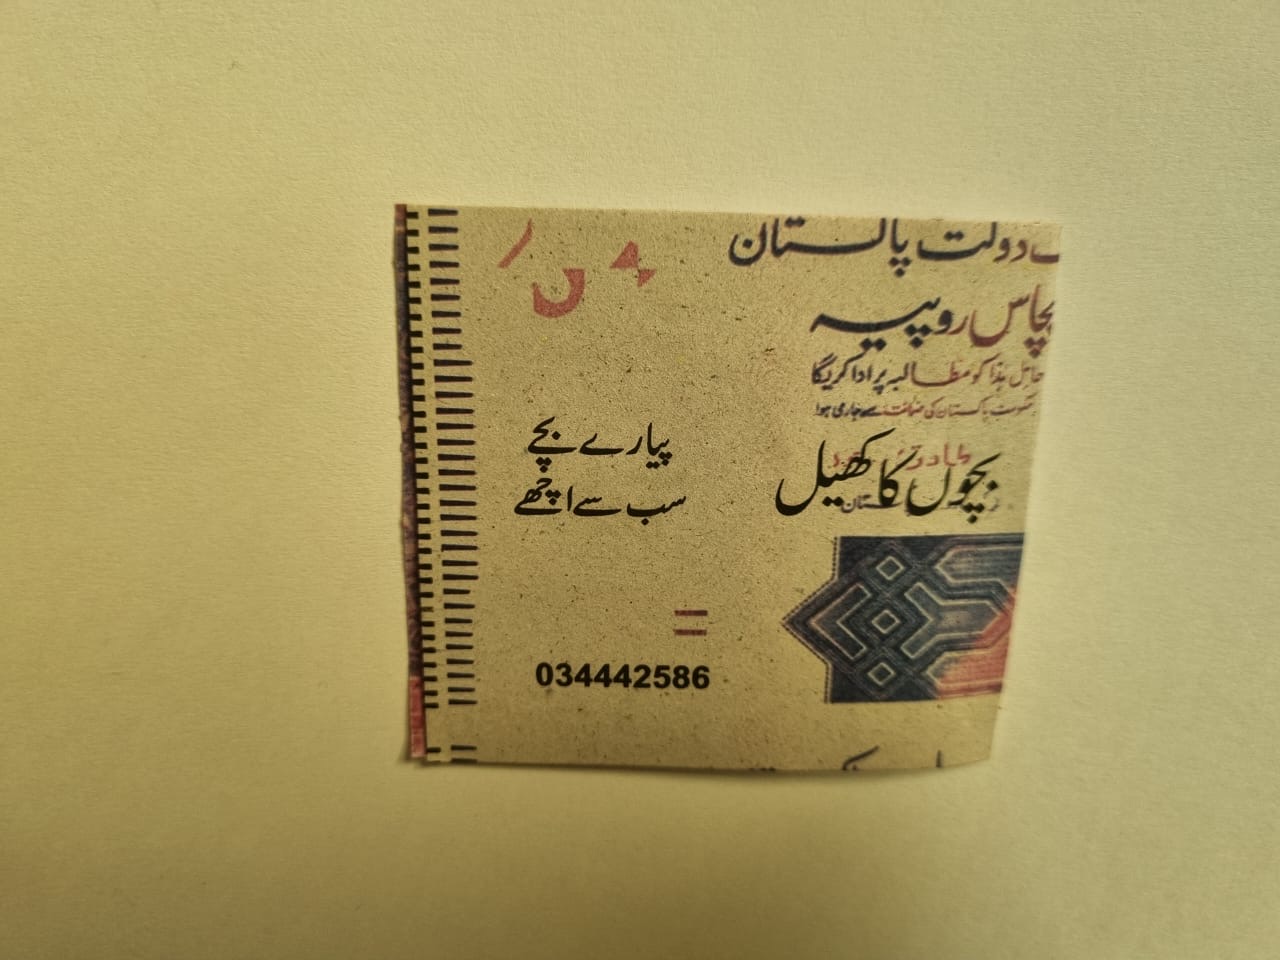 دولت پاکستان
پچاس روپیہ
حامل ہذا کو مطالبہ پر ادا کریگا
حکومت پاکستان کی ضمانت سے جاری ہوا
بچوں کا کھیل
پیارے بچے
سب سے اچھے
034442586